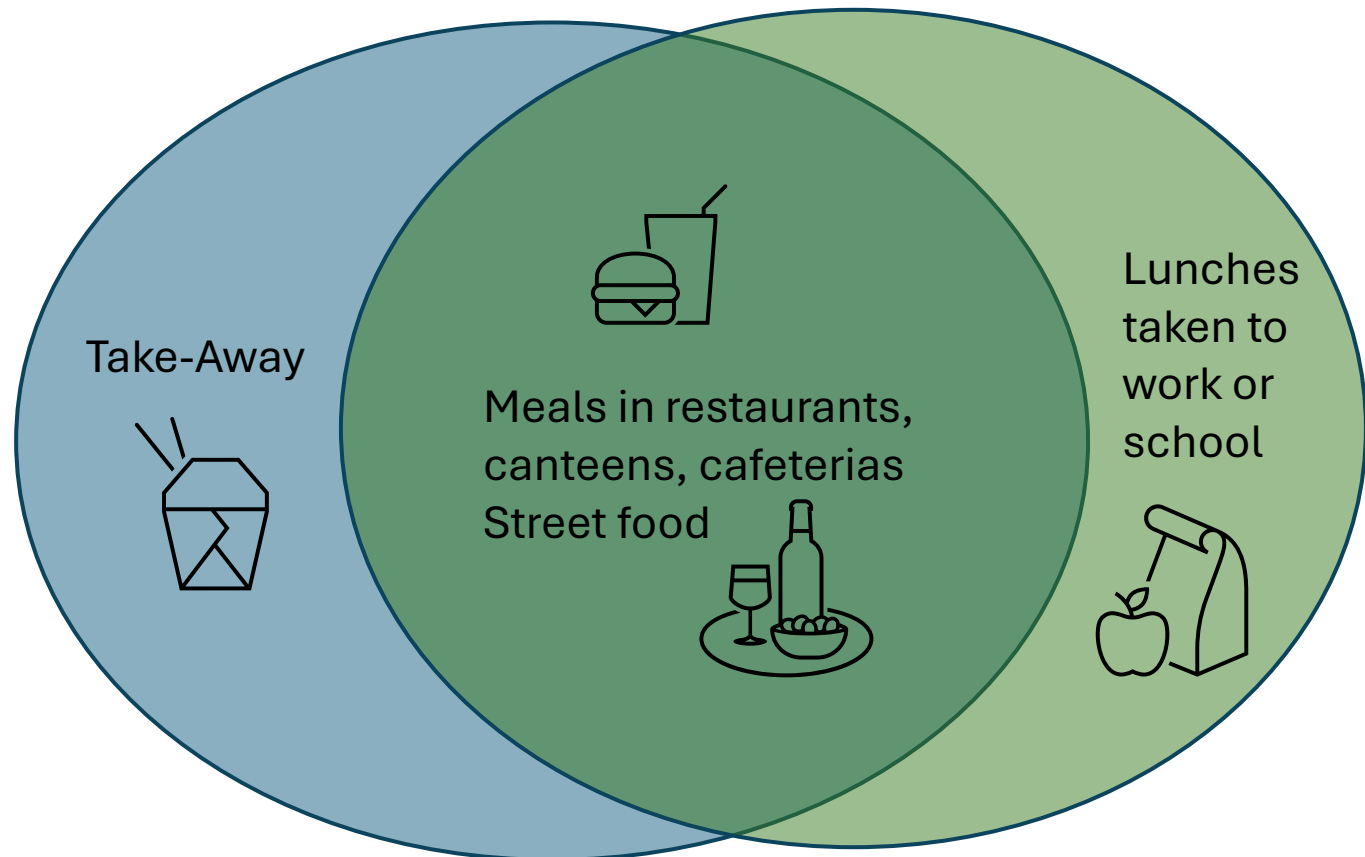 Take-Away
Meals in restaurants,
canteens, cafeterias
Street food
Lunches
taken to
work or
school